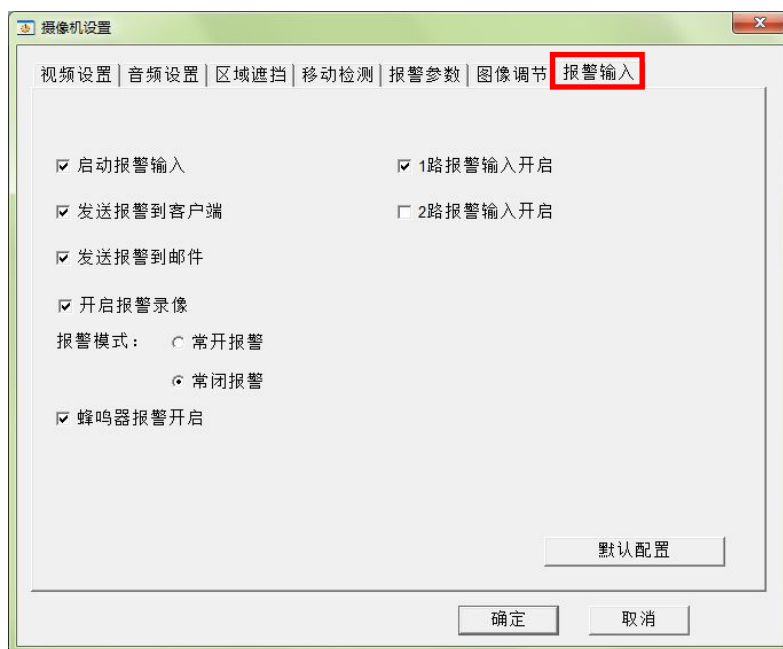 摄像机设置
视频设置 音频设置 区域遮挡 移动检测 报警参数 图像调节 报警输入
启动报警输入 1路报警输入开启
发送报警到客户端 2路报警输入开启
发送报警到邮件
开启报警录像
报警模式： 常开报警
常闭报警
蜂鸣器报警开启
默认配置
确定 取消